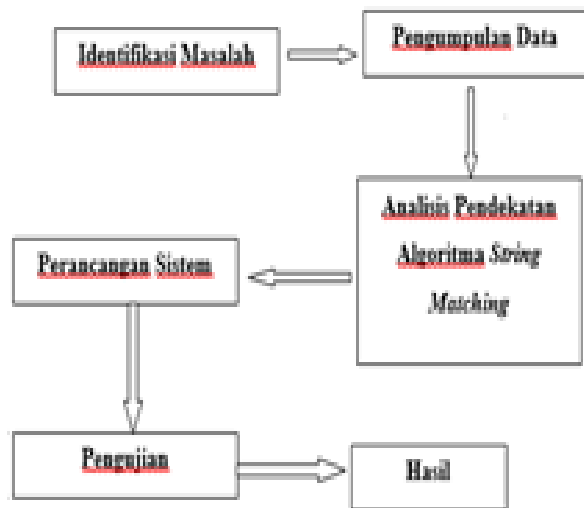 Identifikasi Masalah
Pengumpulan Data
Analisis Pendekatan
Algoritma String
Matching
Perancangan Sistem
Pengujian
Hasil